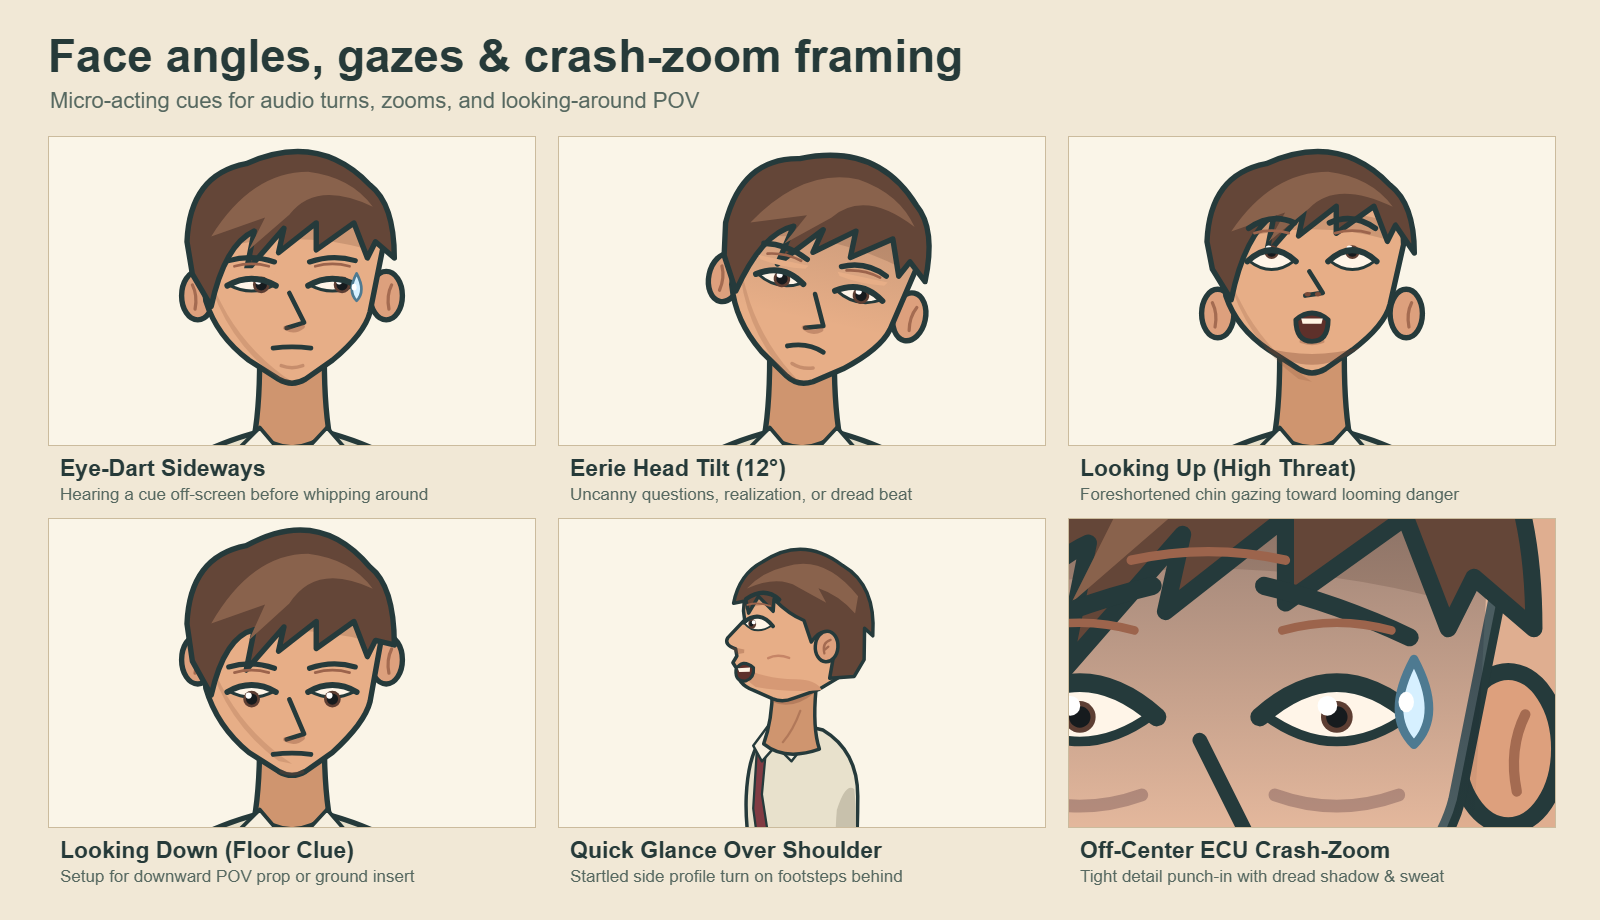 Face angles, gazes & crash-zoom framing
Micro-acting cues for audio turns, zooms, and looking-around POV
Eye-Dart Sideways
Hearing a cue off-screen before whipping around
Eerie Head Tilt (12°)
Uncanny questions, realization, or dread beat
Looking Up (High Threat)
Foreshortened chin gazing toward looming danger
Looking Down (Floor Clue)
Setup for downward POV prop or ground insert
Quick Glance Over Shoulder
Startled side profile turn on footsteps behind
Off-Center ECU Crash-Zoom
Tight detail punch-in with dread shadow & sweat